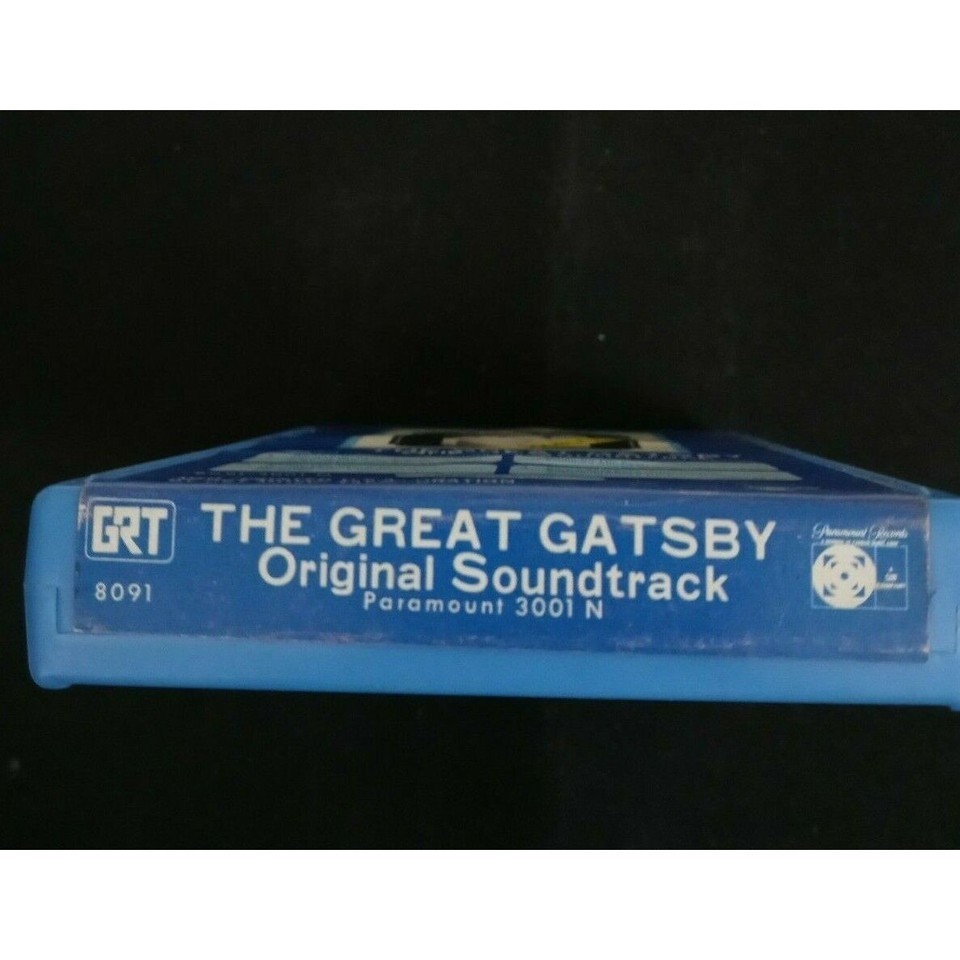 GRT
8091
THE GREAT GATSBY
Original Soundtrack
Paramount 3001 N
Paramount Records